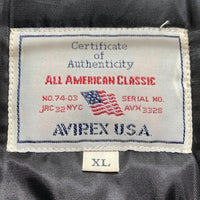 Certificate
of
Authenticity
ALL AMERICAN CLASSIC
NO.74-03 SERIAL NO.
JRC 32 NYC AVX 3328
AVIREX USA
XL